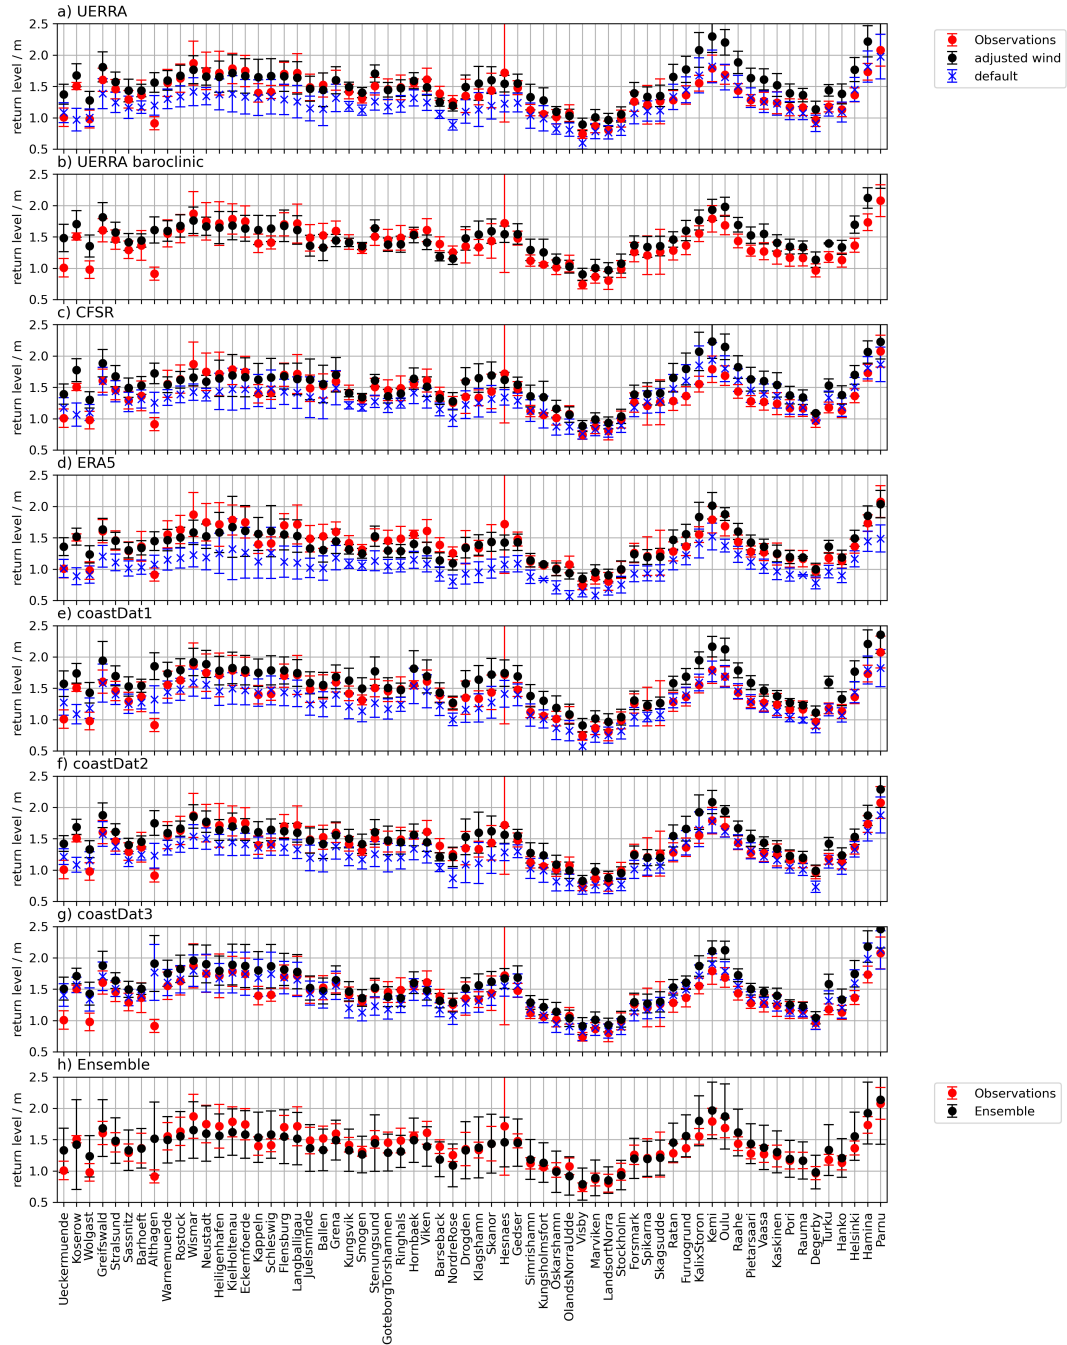 a) UERRA
return level / m
2.5
2.0
1.5
1.0
0.5
Observations
adjusted wind
default
b) UERRA baroclinic
return level / m
2.5
2.0
1.5
1.0
0.5
c) CFSR
return level / m
2.5
2.0
1.5
1.0
0.5
d) ERA5
return level / m
2.5
2.0
1.5
1.0
0.5
e) coastDat1
return level / m
2.5
2.0
1.5
1.0
0.5
f) coastDat2
return level / m
2.5
2.0
1.5
1.0
0.5
g) coastDat3
return level / m
2.5
2.0
1.5
1.0
0.5
h) Ensemble
return level / m
2.5
2.0
1.5
1.0
0.5
Observations
Ensemble
Ueckermuende
Koserow
Wolgast
Greifswald
Stralsund
Sassnitz
Barhoeft
Althagen
Warnemuende
Rostock
Wismar
Neustadt
Heiligenhafen
KielHoltenau
Eckernfoerde
Kappeln
Schleswig
Flensburg
Langballigau
Juelsminde
Ballen
Grena
Kungsvik
Smogen
Stenungsund
GoteborgTorshamnen
Ringhals
Hornbaek
Viken
Barseback
NordreRose
Drogden
Klagshamn
Skanor
Hesnaes
Gedser
Simrishamn
Kungsholmsfort
Oskarshamn
OlandsNorraUdde
Visby
Marviken
LandsortNorra
Stockholm
Forsmark
Spikarna
Skagsudde
Ratan
Furuogrund
KalixStoron
Kemi
Oulu
Raahe
Pietarsaari
Vaasa
Kaskinen
Pori
Rauma
Degerby
Turku
Hanko
Helsinki
Hamina
Parnu